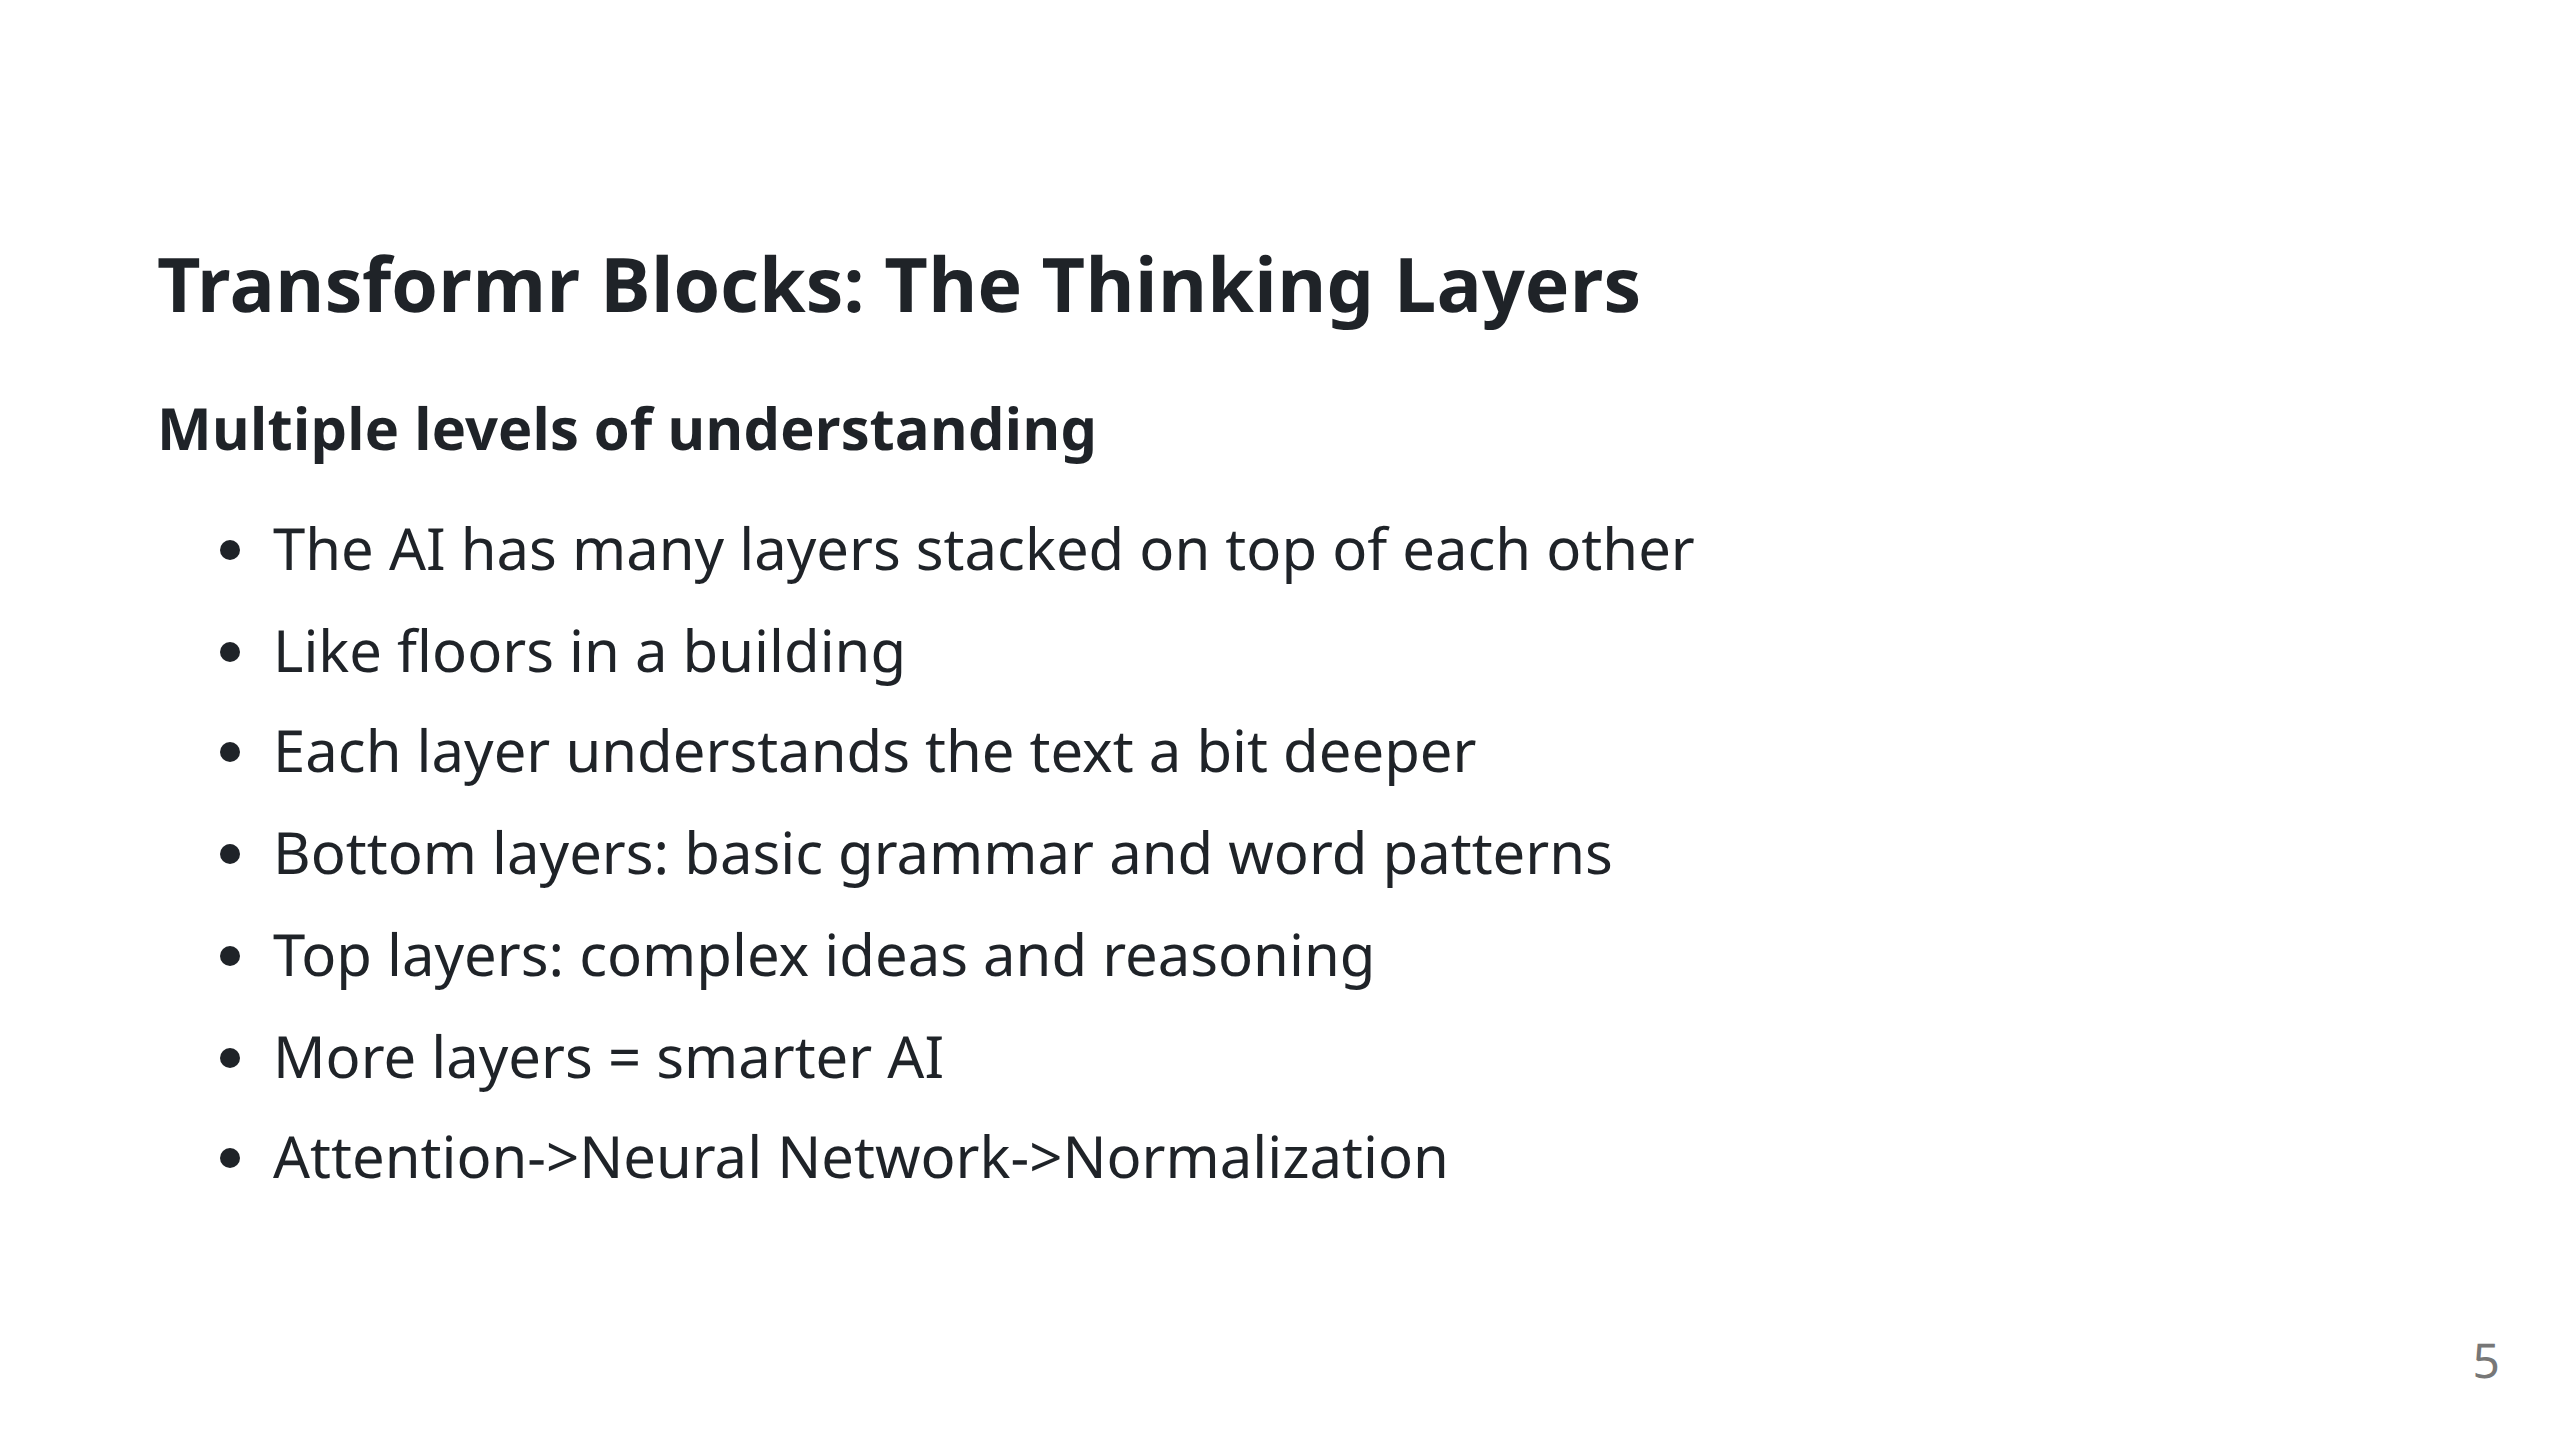 Transformr Blocks: The Thinking Layers
Multiple levels of understanding
• The AI has many layers stacked on top of each other
• Like floors in a building
• Each layer understands the text a bit deeper
• Bottom layers: basic grammar and word patterns
• Top layers: complex ideas and reasoning
• More layers = smarter AI
• Attention->Neural Network->Normalization
5